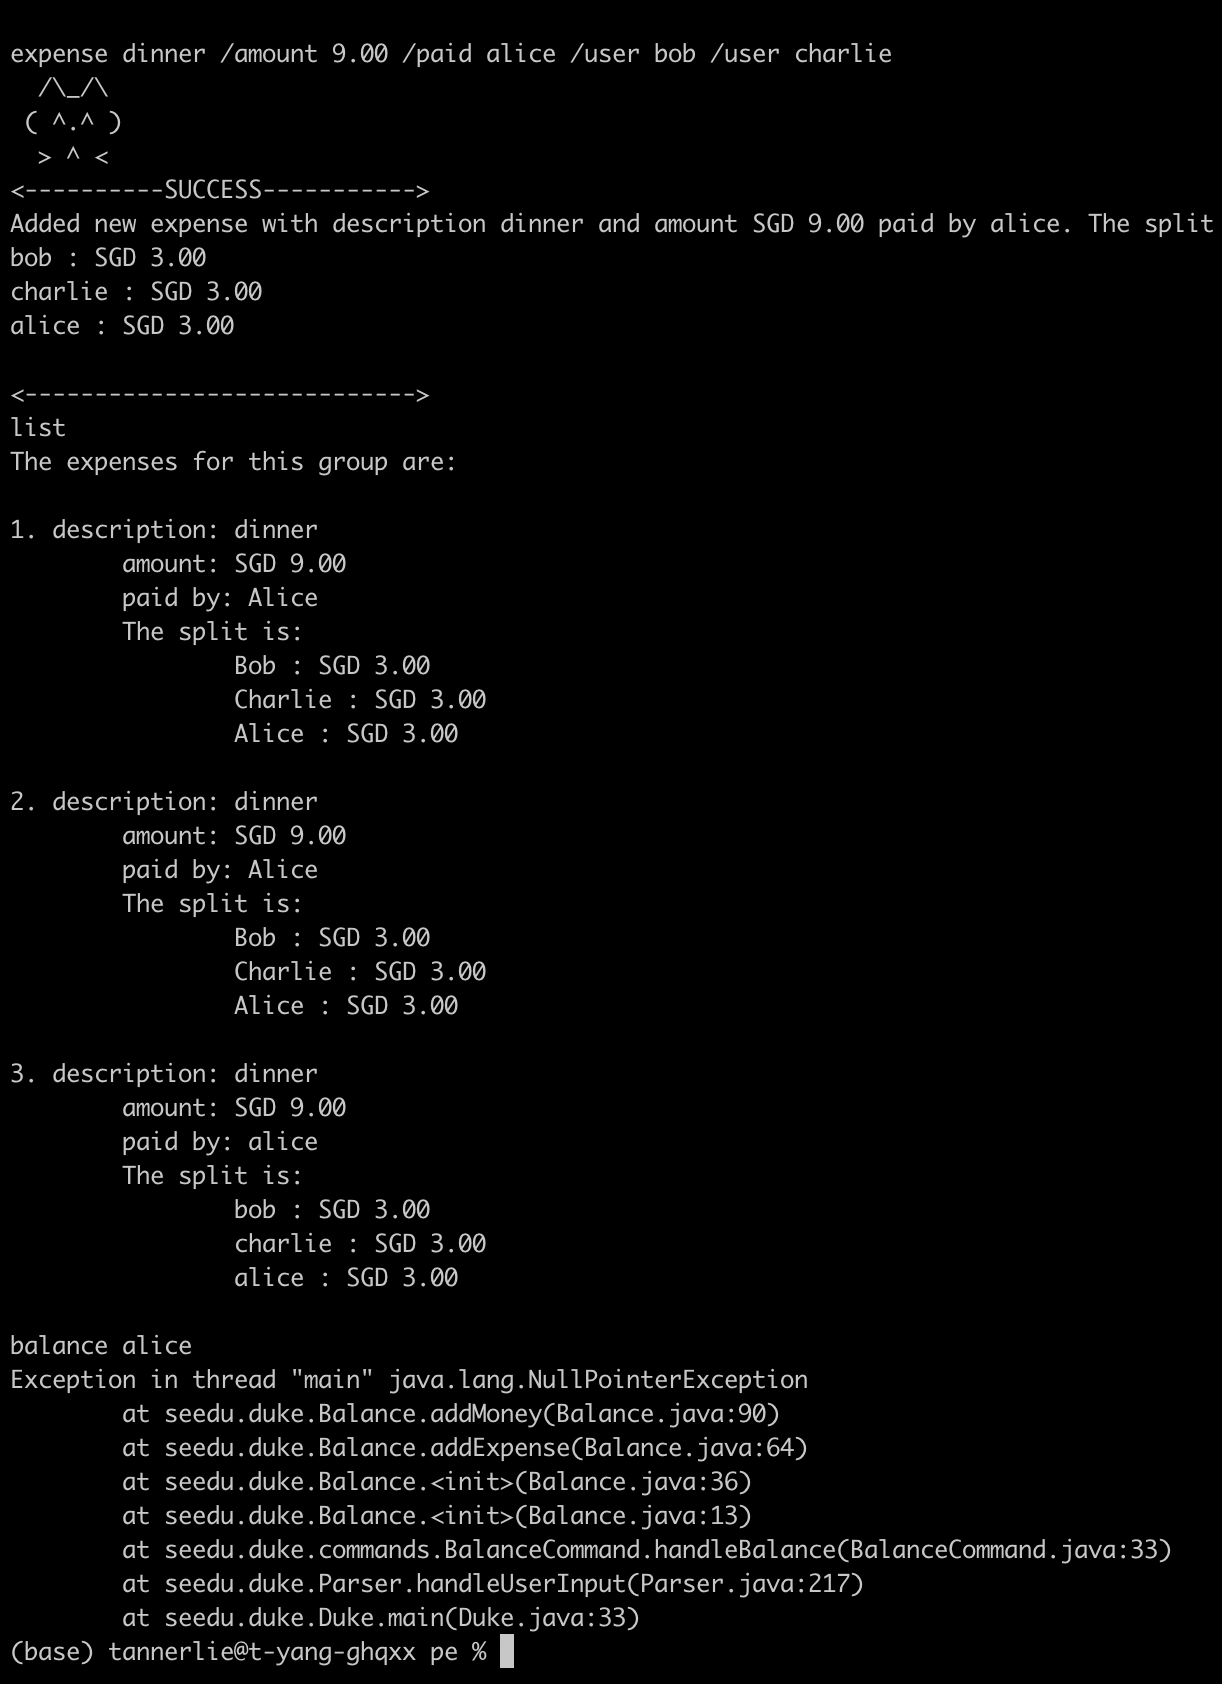 expense dinner /amount 9.00 /paid alice /user bob /user charlie
  /\_/\
 ( ^.^ )
  > ^ <
<----------SUCCESS----------->
Added new expense with description dinner and amount SGD 9.00 paid by alice. The split
bob : SGD 3.00
charlie : SGD 3.00
alice : SGD 3.00

<---------------------------->
list
The expenses for this group are:

1. description: dinner
        amount: SGD 9.00
        paid by: Alice
        The split is:
                Bob : SGD 3.00
                Charlie : SGD 3.00
                Alice : SGD 3.00

2. description: dinner
        amount: SGD 9.00
        paid by: Alice
        The split is:
                Bob : SGD 3.00
                Charlie : SGD 3.00
                Alice : SGD 3.00

3. description: dinner
        amount: SGD 9.00
        paid by: alice
        The split is:
                bob : SGD 3.00
                charlie : SGD 3.00
                alice : SGD 3.00

balance alice
Exception in thread "main" java.lang.NullPointerException
        at seedu.duke.Balance.addMoney(Balance.java:90)
        at seedu.duke.Balance.addExpense(Balance.java:64)
        at seedu.duke.Balance.<init>(Balance.java:36)
        at seedu.duke.Balance.<init>(Balance.java:13)
        at seedu.duke.commands.BalanceCommand.handleBalance(BalanceCommand.java:33)
        at seedu.duke.Parser.handleUserInput(Parser.java:217)
        at seedu.duke.Duke.main(Duke.java:33)
(base) tannerlie@t-yang-ghqxx pe %